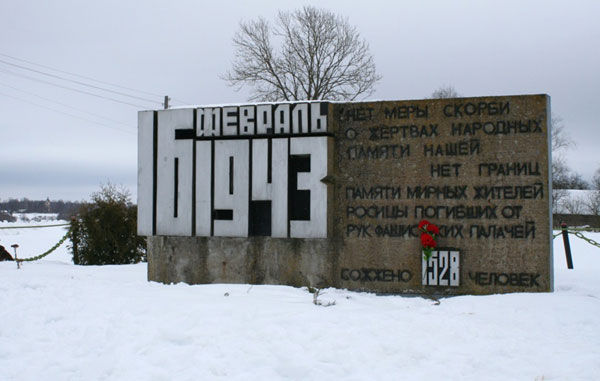 16 ФЕВРАЛЬ
1943
НЕТ МЕРЫ СКОРБИ
О ЖЕРТВАХ НАРОДНЫХ
ПАМЯТИ НАШЕЙ
НЕТ ГРАНИЦ
ПАМЯТИ МИРНЫХ ЖИТЕЛЕЙ
РОСИЦЫ ПОГИБШИХ ОТ
РУК ФАШИСТСКИХ ПАЛАЧЕЙ
СОЖЖЕНО 1528 ЧЕЛОВЕК